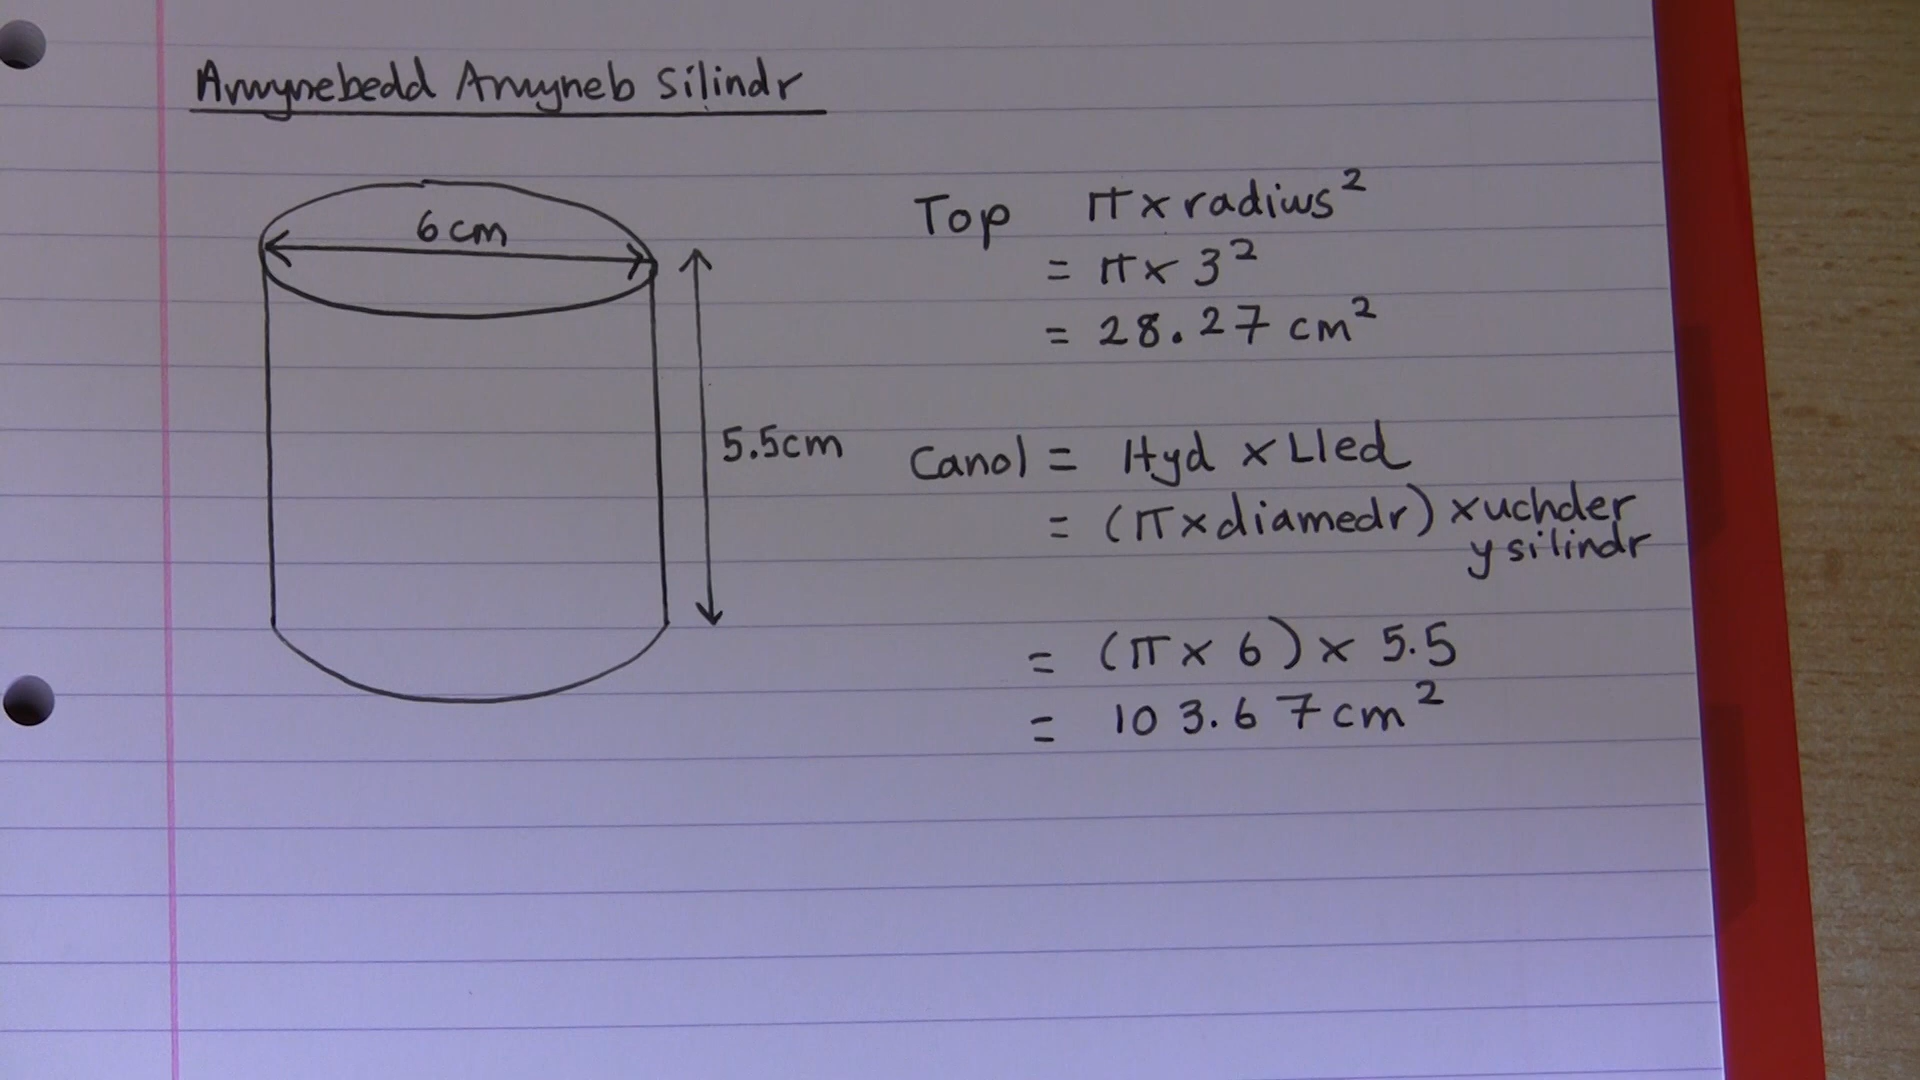 Arwynebedd Arwyneb Silindr
6cm
5.5cm
Top π x radiws²
= π x 3²
= 28.27 cm²
Canol = Hyd x Lled
= (π x diamedr) x uchder
y silindr
= (π x 6) x 5.5
= 103.67 cm²